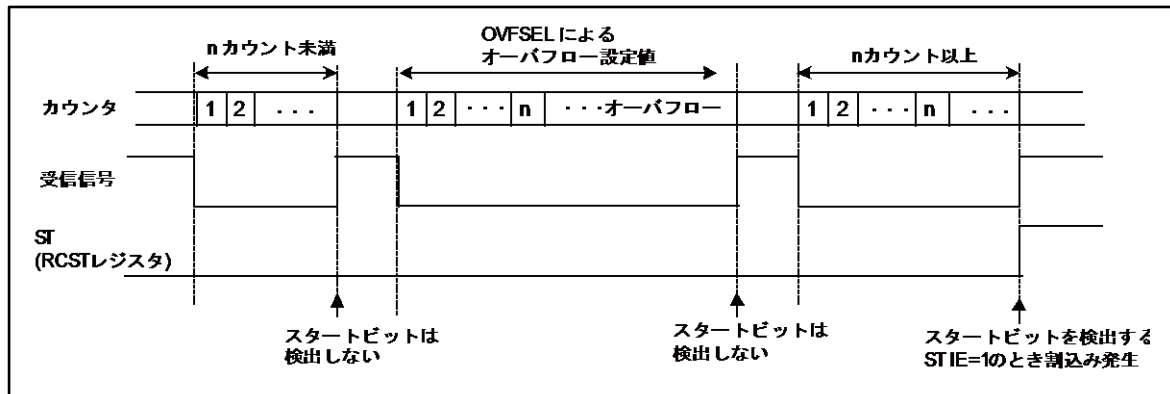 nカウント未満
OVFSELによる
オーバフロー設定値
nカウント以上
カウンタ
1 2 ・・・
1 2 ・・・ n ・・・オーバフロー
1 2 ・・・ n ・・・
受信信号
ST
(RCSTレジスタ)
スタートビットは
検出しない
スタートビットは
検出しない
スタートビットを検出する
STIE=1のとき割込み発生